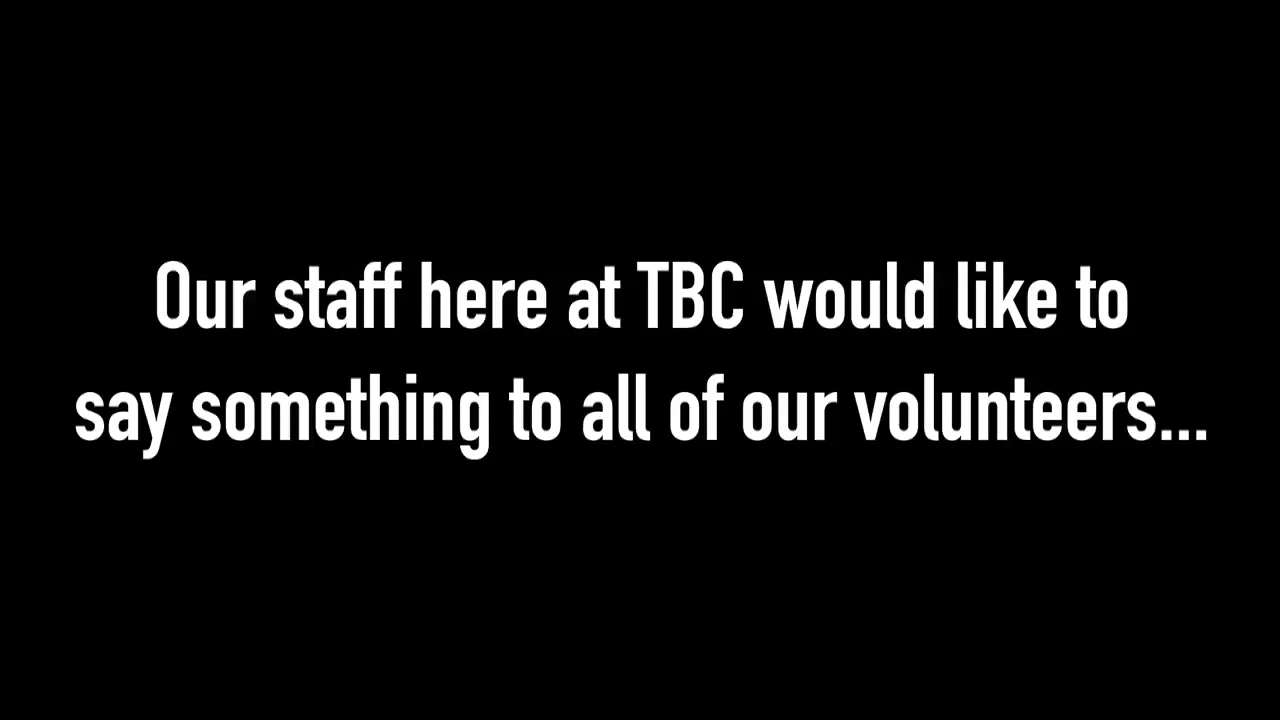 Our staff here at TBC would like to
say something to all of our volunteers...